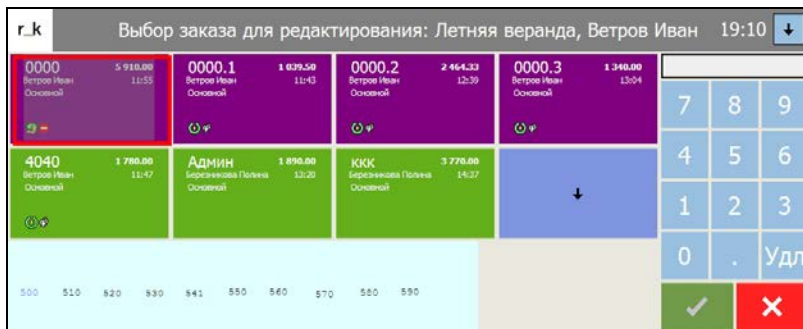 r_k Выбор заказа для редактирования: Летняя веранда, Ветров Иван 19:10
0000 5 910.00
Ветров Иван 11:55
Основной
0000.1 1 039.50
Ветров Иван 11:43
Основной
0000.2 2 464.33
Ветров Иван 12:39
Основной
0000.3 1 340.00
Ветров Иван 13:04
Основной
4040 1 780.00
Ветров Иван 11:47
Основной
Админ 1 890.00
Березникова Полина 13:20
Основной
ккк 3 770.00
Березникова Полина 14:37
Основной
500 510 520 530 541 550 560 570 580 590
7 8 9
4 5 6
1 2 3
0 . Удл